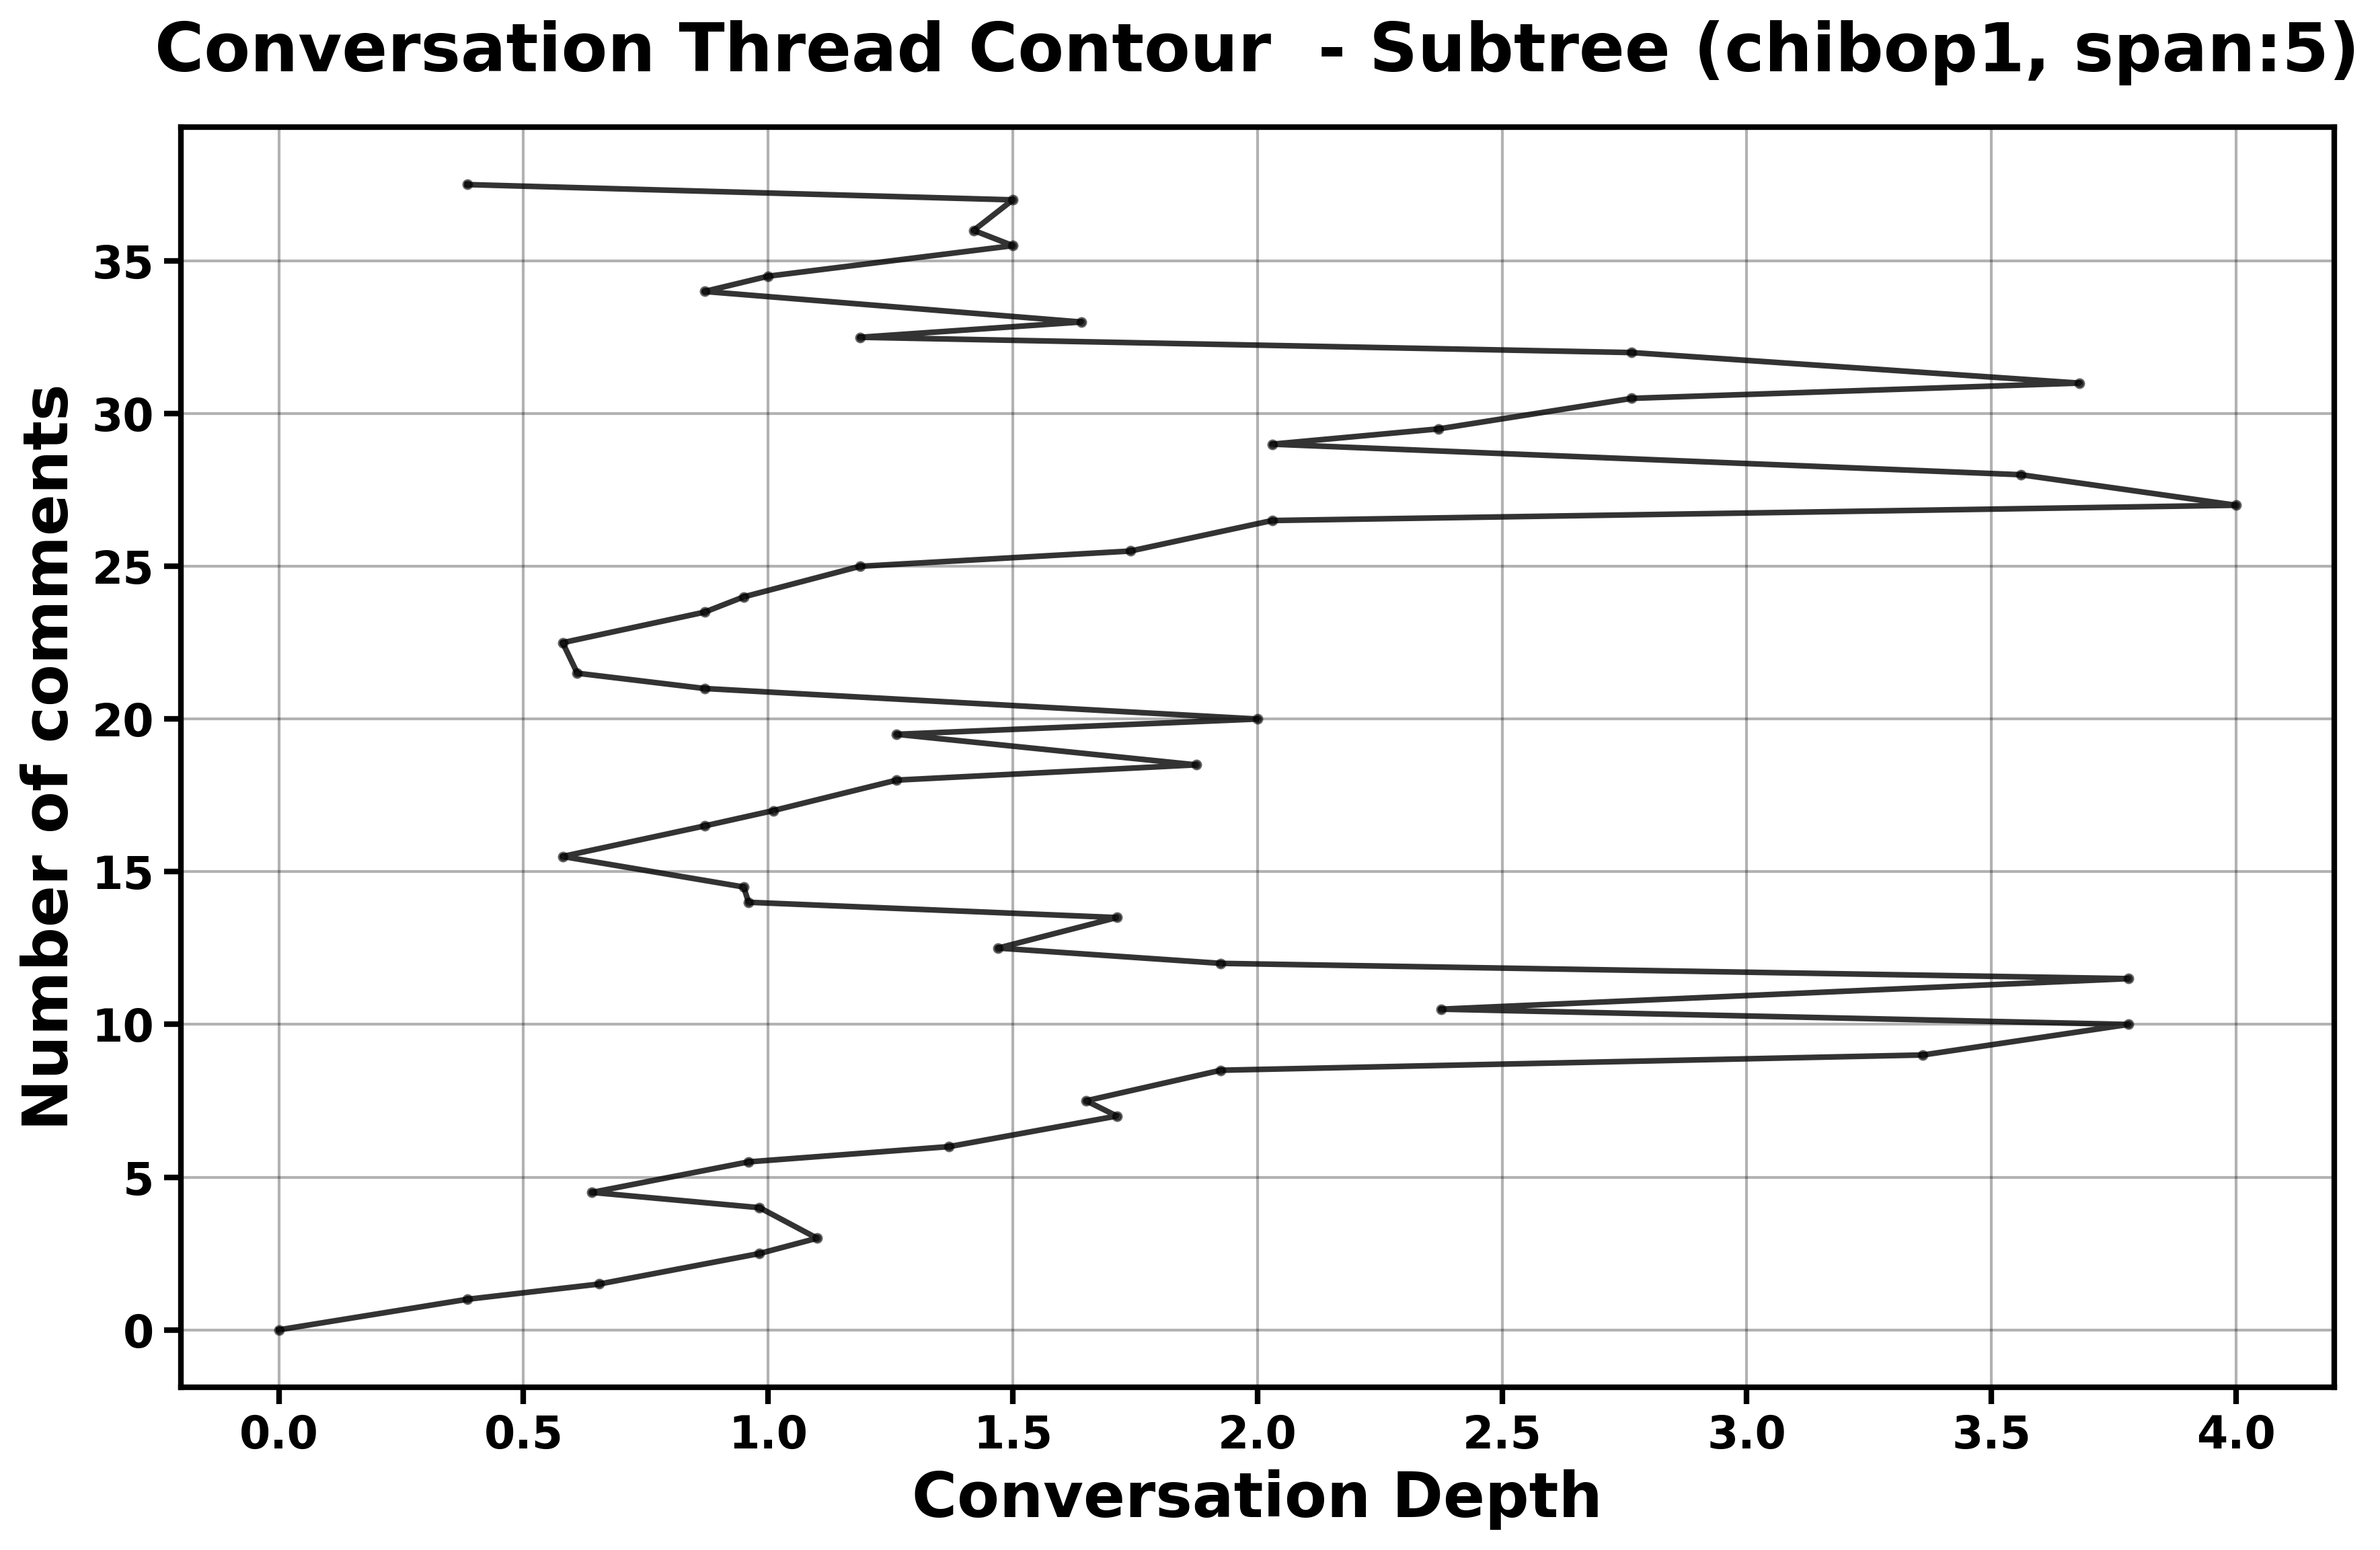 Conversation Thread Contour - Subtree (chibop1, span:5)
Number of comments
35
30
25
20
15
10
5
0
0.0 0.5 1.0 1.5 2.0 2.5 3.0 3.5 4.0
Conversation Depth